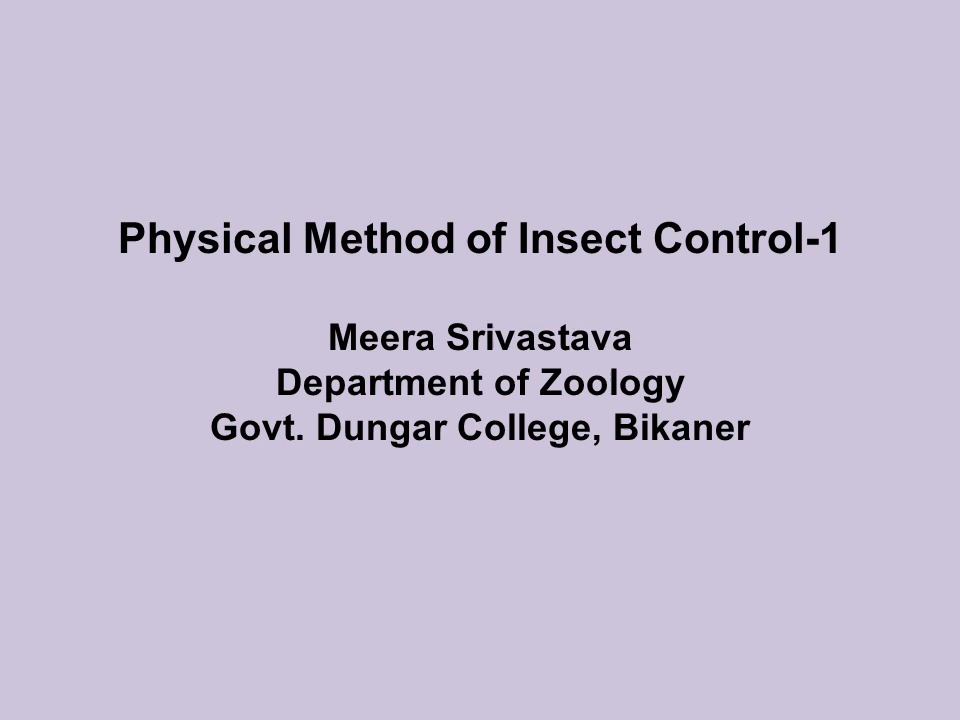 Physical Method of Insect Control-1
Meera Srivastava
Department of Zoology
Govt. Dungar College, Bikaner